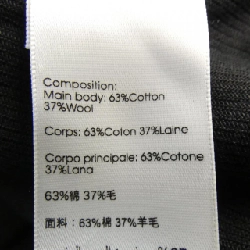 Composition:
Main body: 63%Cotton
37%Wool
Corps: 63%Coton 37%Laine
Corpo principale: 63%Cotone
37%Lana
63%綿 37%毛
面料：63%棉 37%羊毛